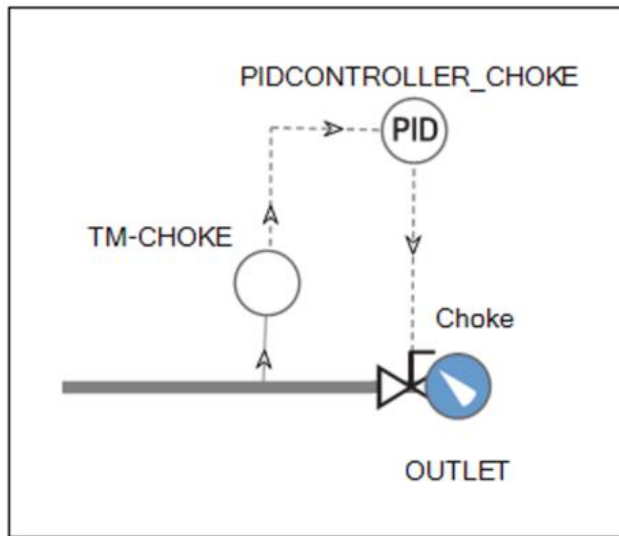 PIDCONTROLLER_CHOKE
PID
TM-CHOKE
Choke
OUTLET